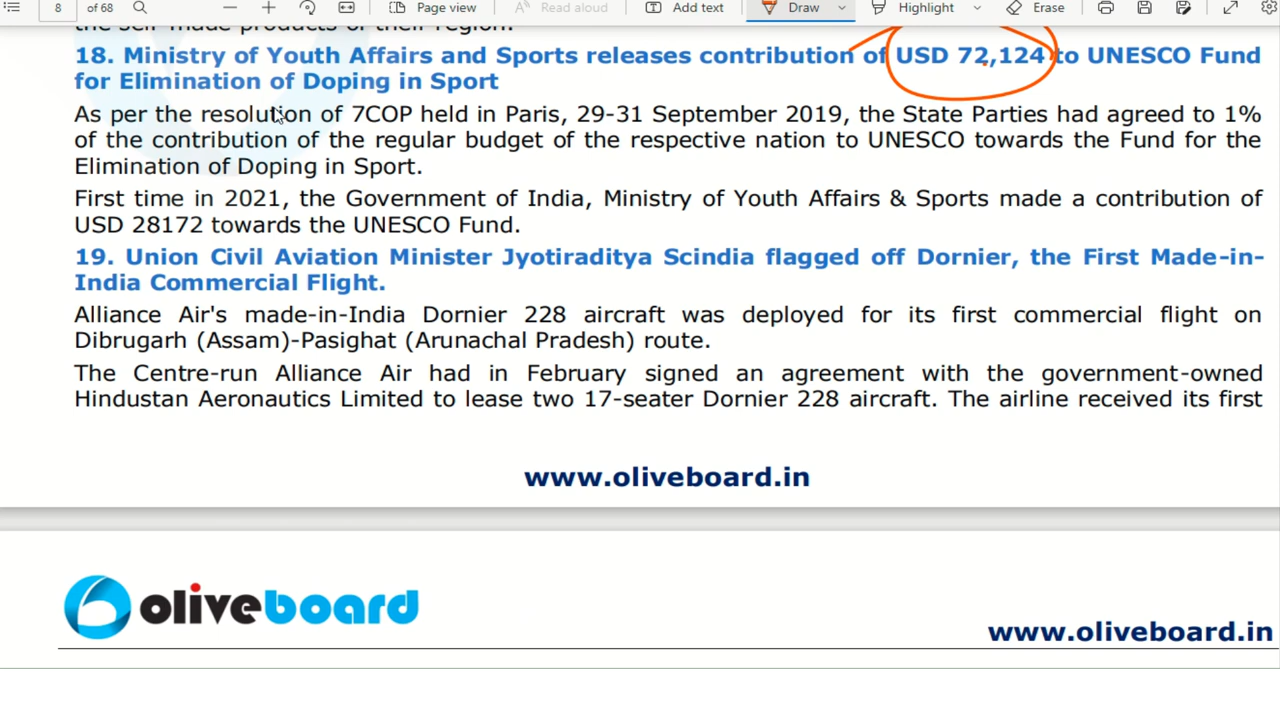 8 of 68 Page view Read aloud Add text Draw Highlight Erase
the self-made products of their region.
18. Ministry of Youth Affairs and Sports releases contribution of USD 72,124 to UNESCO Fund
for Elimination of Doping in Sport
As per the resolution of 7COP held in Paris, 29-31 September 2019, the State Parties had agreed to 1%
of the contribution of the regular budget of the respective nation to UNESCO towards the Fund for the
Elimination of Doping in Sport.
First time in 2021, the Government of India, Ministry of Youth Affairs & Sports made a contribution of
USD 28172 towards the UNESCO Fund.
19. Union Civil Aviation Minister Jyotiraditya Scindia flagged off Dornier, the First Made-in-
India Commercial Flight.
Alliance Air's made-in-India Dornier 228 aircraft was deployed for its first commercial flight on
Dibrugarh (Assam)-Pasighat (Arunachal Pradesh) route.
The Centre-run Alliance Air had in February signed an agreement with the government-owned
Hindustan Aeronautics Limited to lease two 17-seater Dornier 228 aircraft. The airline received its first
www.oliveboard.in
oliveboard
www.oliveboard.in